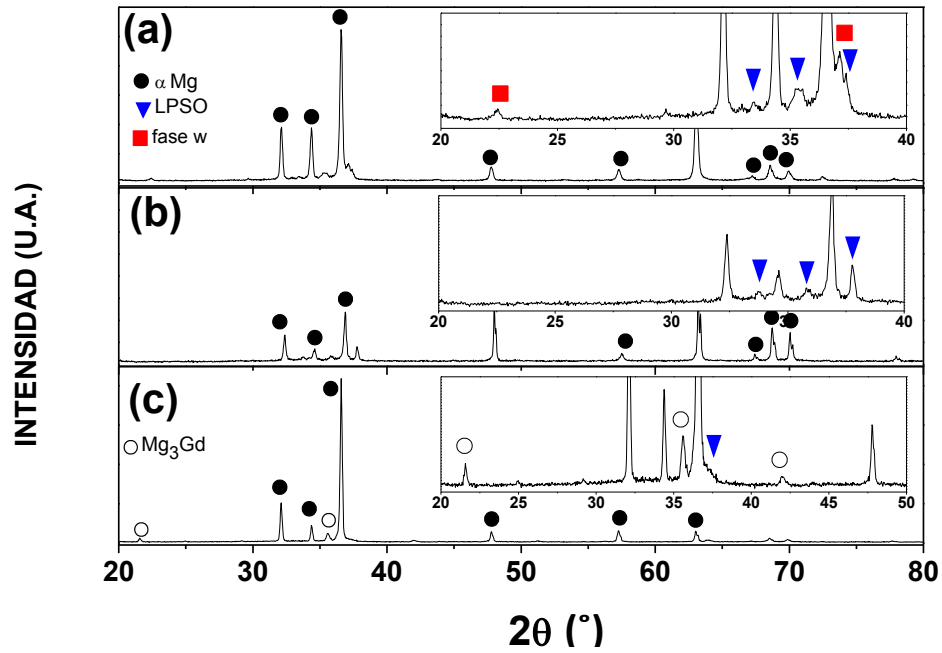 (a)
α Mg
LPSO
fase w
20 25 30 35 40
(b)
20 25 30 35 40
(c)
Mg₃Gd
20 25 30 35 40 45 50
20 30 40 50 60 70 80
2θ (°)
INTENSIDAD (U.A.)